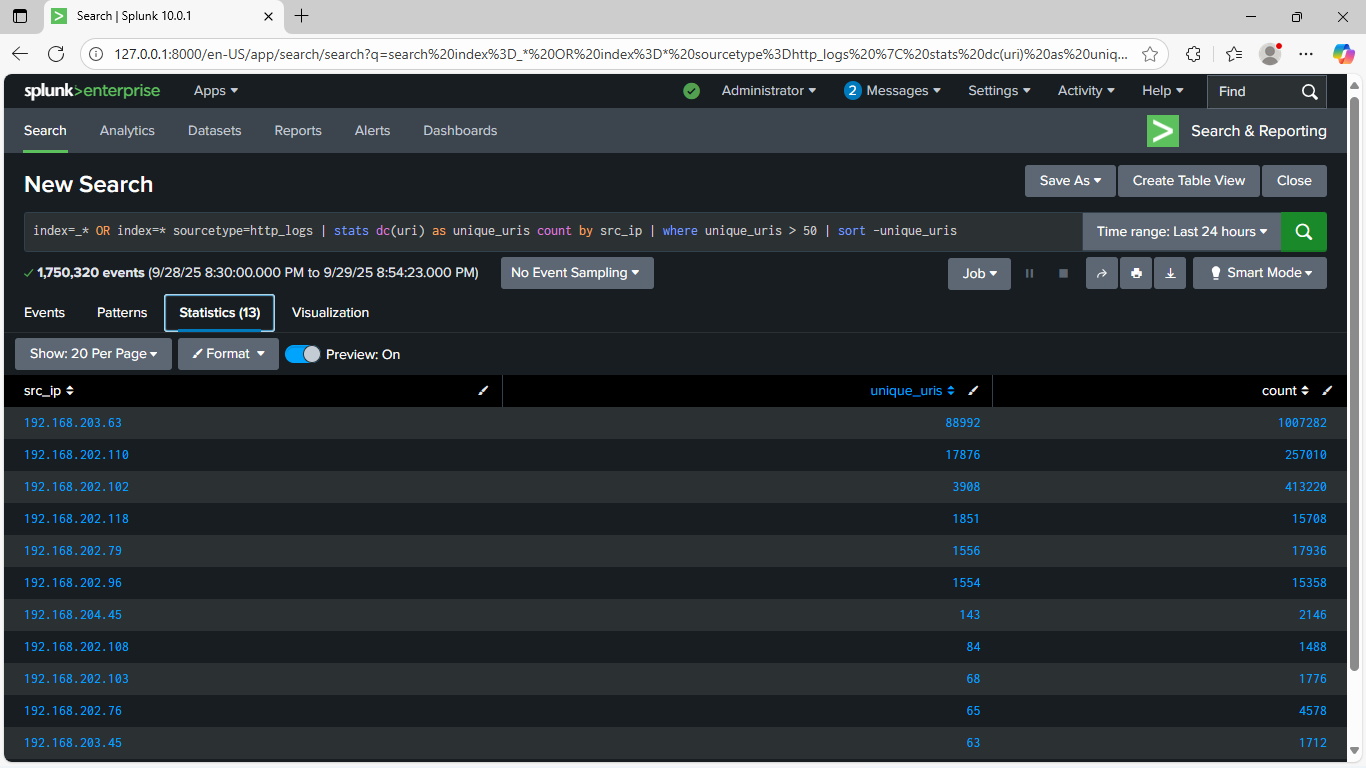 Search | Splunk 10.0.1
127.0.0.1:8000/en-US/app/search/search?q=search%20index%3D_*%20OR%20index%3D*%20sourcetype%3Dhttp_logs%20%7C%20stats%20dc(uri)%20as%20uniq...
splunk>enterprise Apps Administrator 2 Messages Settings Activity Help Find
Search Analytics Datasets Reports Alerts Dashboards > Search & Reporting
New Search Save As Create Table View Close
index=_* OR index=* sourcetype=http_logs | stats dc(uri) as unique_uris count by src_ip | where unique_uris > 50 | sort -unique_uris Time range: Last 24 hours
✓ 1,750,320 events (9/28/25 8:30:00.000 PM to 9/29/25 8:54:23.000 PM) No Event Sampling Job Smart Mode
Events Patterns Statistics (13) Visualization
Show: 20 Per Page Format Preview: On
src_ip unique_uris count
192.168.203.63 88992 1007282
192.168.202.110 17876 257010
192.168.202.102 3908 413220
192.168.202.118 1851 15708
192.168.202.79 1556 17936
192.168.202.96 1554 15358
192.168.204.45 143 2146
192.168.202.108 84 1488
192.168.202.103 68 1776
192.168.202.76 65 4578
192.168.203.45 63 1712